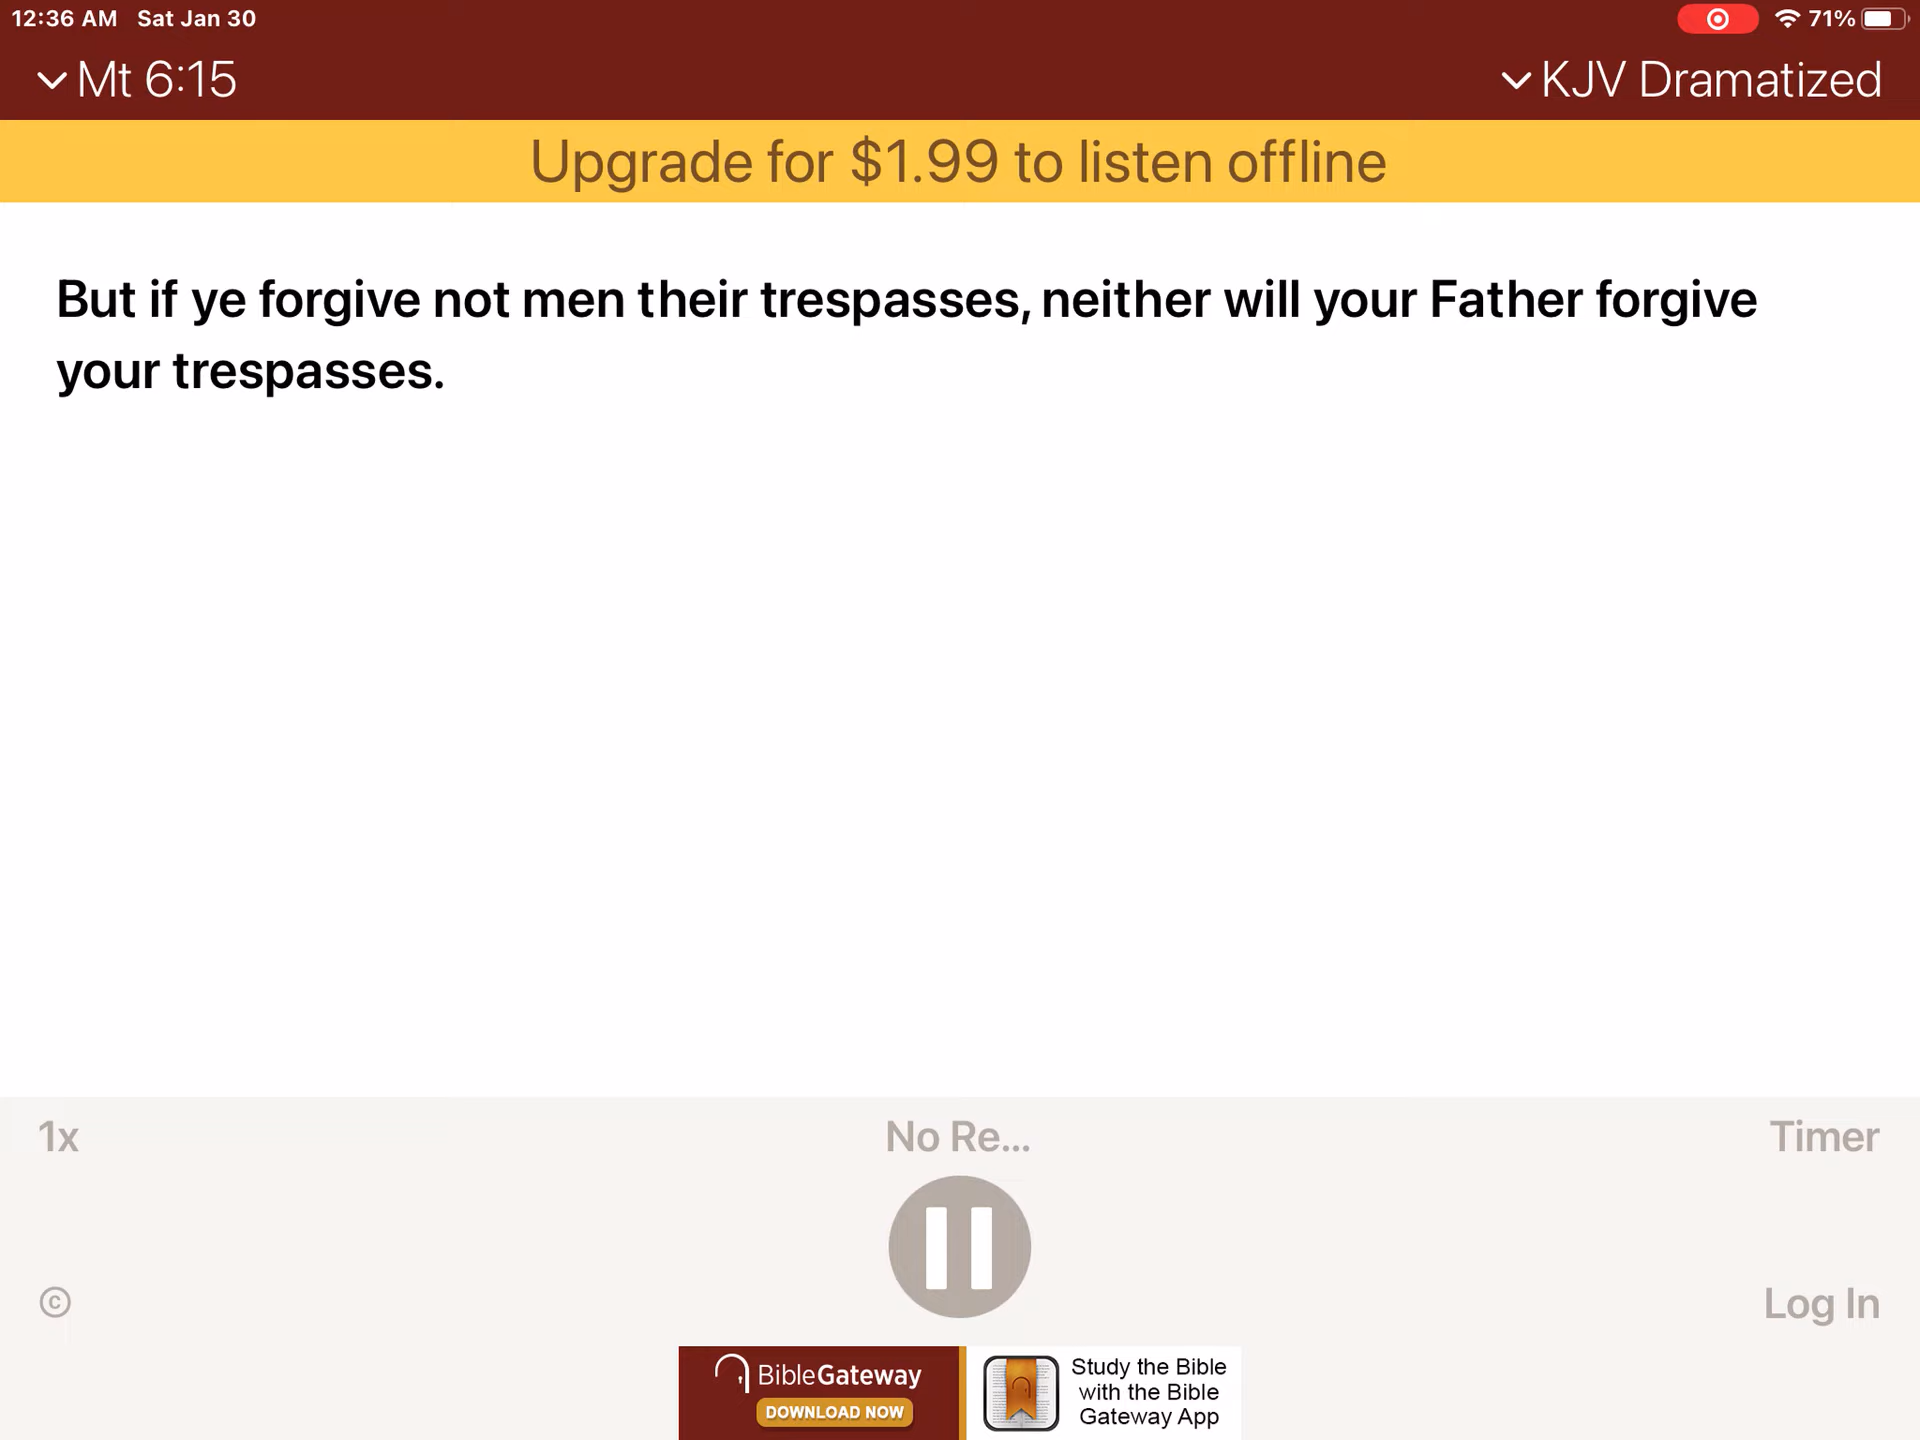 12:36 AM Sat Jan 30
71%
Mt 6:15
KJV Dramatized
Upgrade for $1.99 to listen offline
But if ye forgive not men their trespasses, neither will your Father forgive
your trespasses.
1x
No Re...
Timer
©
Log In
BibleGateway
DOWNLOAD NOW
Study the Bible
with the Bible
Gateway App